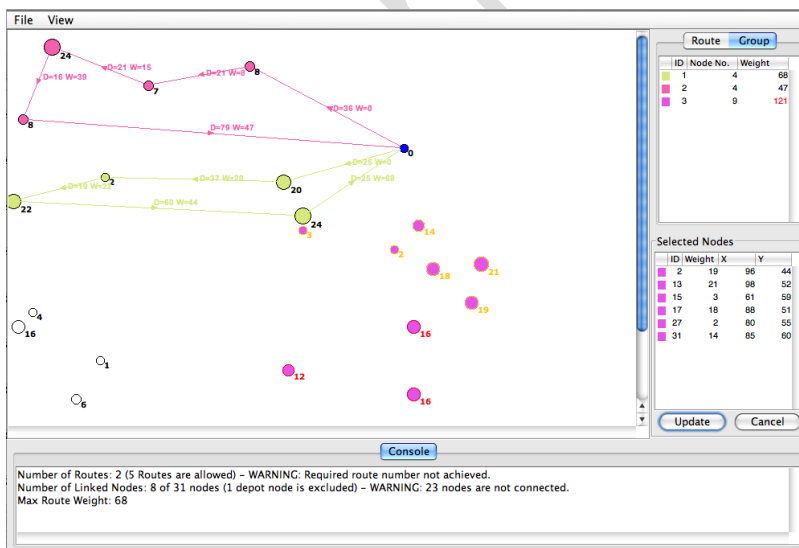 File View
Route Group
ID Node No. Weight
1 4 68
2 4 47
3 9 121
24
D=21 W=15
D=21 W=8
8
D=16 W=39
7
D=36 W=0
8
D=79 W=47
0
D=25 W=0
2
D=37 W=20
20
D=19 W=22
D=25 W=68
22
D=60 W=44
24
3
14
2
18
21
19
4
16
16
1
12
6
16
Selected Nodes
ID Weight X Y
2 19 96 44
13 21 98 52
15 3 61 59
17 18 88 51
27 2 80 55
31 14 85 60
Update Cancel
Console
Number of Routes: 2 (5 Routes are allowed) – WARNING: Required route number not achieved.
Number of Linked Nodes: 8 of 31 nodes (1 depot node is excluded) – WARNING: 23 nodes are not connected.
Max Route Weight: 68